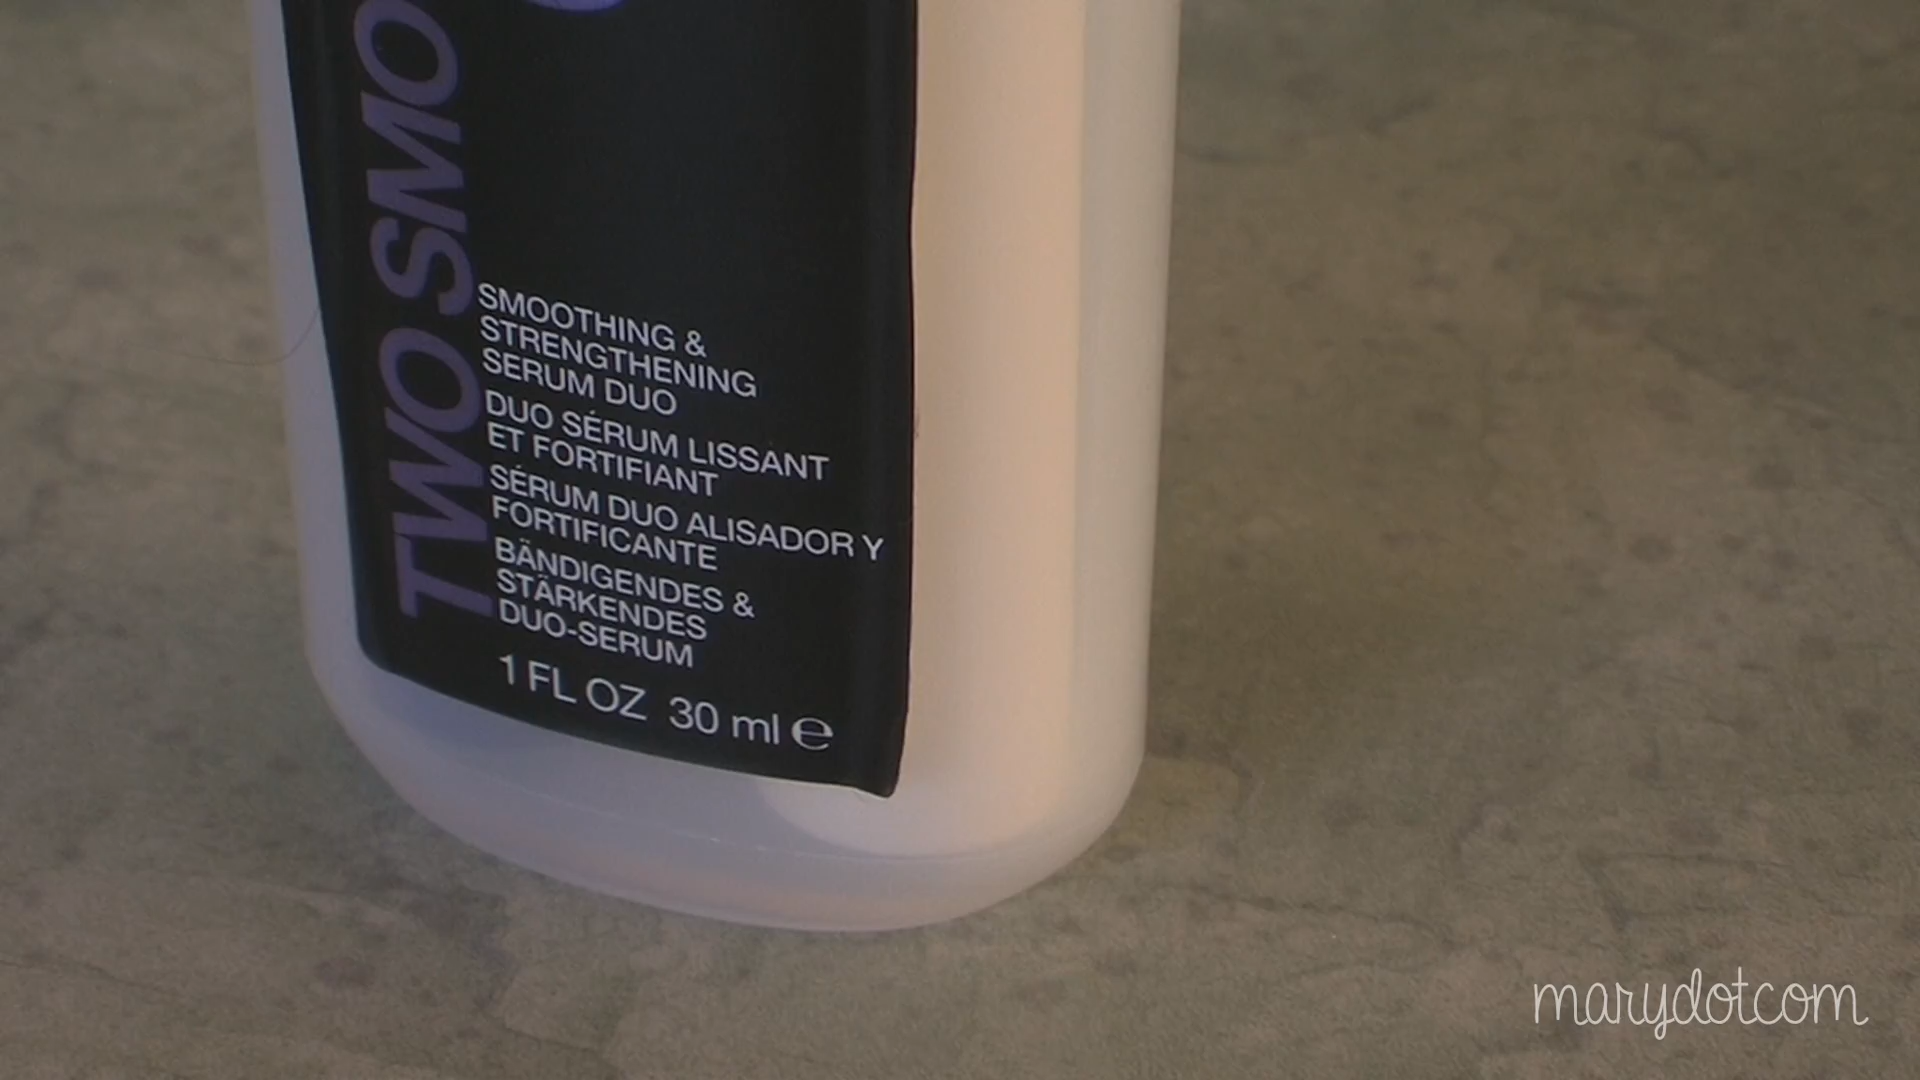 TWO SMO
SMOOTHING &
STRENGTHENING
SERUM DUO
DUO SÉRUM LISSANT
ET FORTIFIANT
SÉRUM DUO ALISADOR Y
FORTIFICANTE
BÄNDIGENDES &
STÄRKENDES
DUO-SERUM
1 FL OZ 30 ml ℮
marydotcom